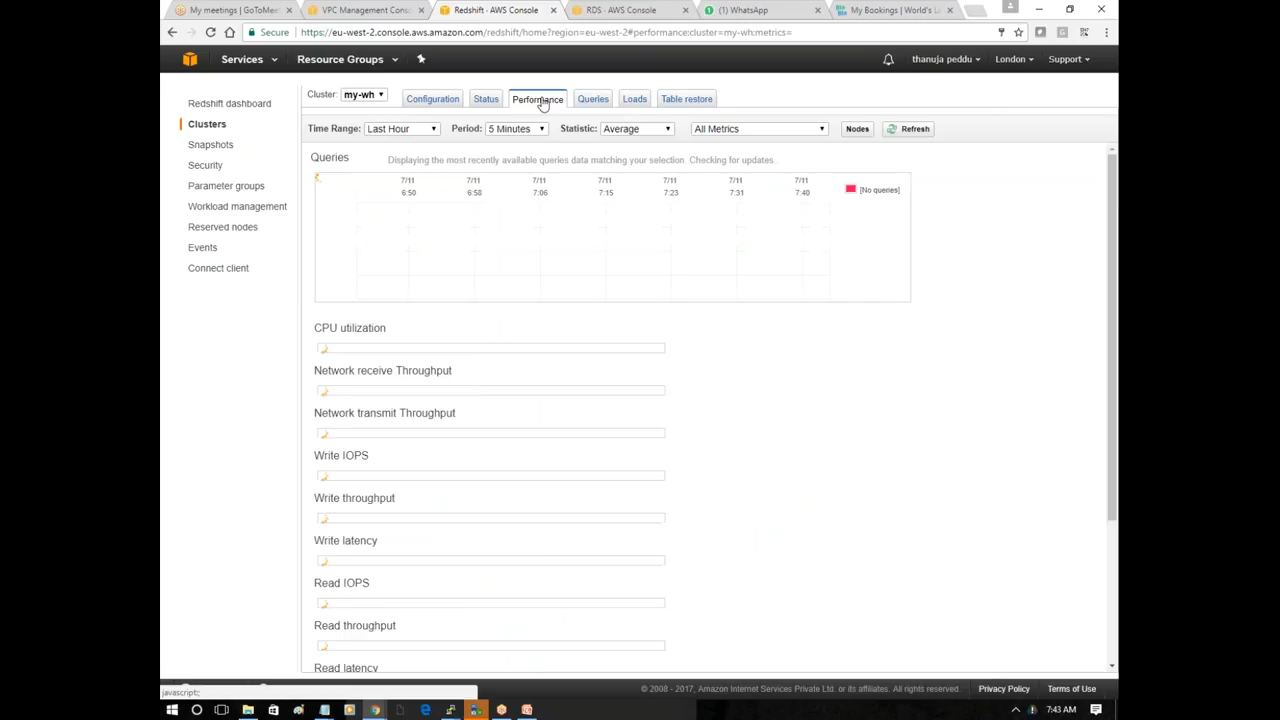 My meetings | GoToMee
VPC Management Cons
Redshift - AWS Console
RDS - AWS Console
(1) WhatsApp
My Bookings | World's L
Secure
https://eu-west-2.console.aws.amazon.com/redshift/home?region=eu-west-2#performance:cluster=my-wh;metrics=
Services
Resource Groups
thanuja peddu
London
Support
Redshift dashboard
Clusters
Snapshots
Security
Parameter groups
Workload management
Reserved nodes
Events
Connect client
Cluster: my-wh
Configuration
Status
Performance
Queries
Loads
Table restore
Time Range: Last Hour
Period: 5 Minutes
Statistic: Average
All Metrics
Nodes
Refresh
Queries
Displaying the most recently available queries data matching your selection. Checking for updates..
7/11 7/11 7/11 7/11 7/11 7/11 7/11
6:50 6:58 7:06 7:15 7:23 7:31 7:40
[No queries]
CPU utilization
Network receive Throughput
Network transmit Throughput
Write IOPS
Write throughput
Write latency
Read IOPS
Read throughput
Read latency
javascript:;
© 2008 - 2017, Amazon Internet Services Private Ltd. or its affiliates. All rights reserved.
Privacy Policy
Terms of Use
7:43 AM